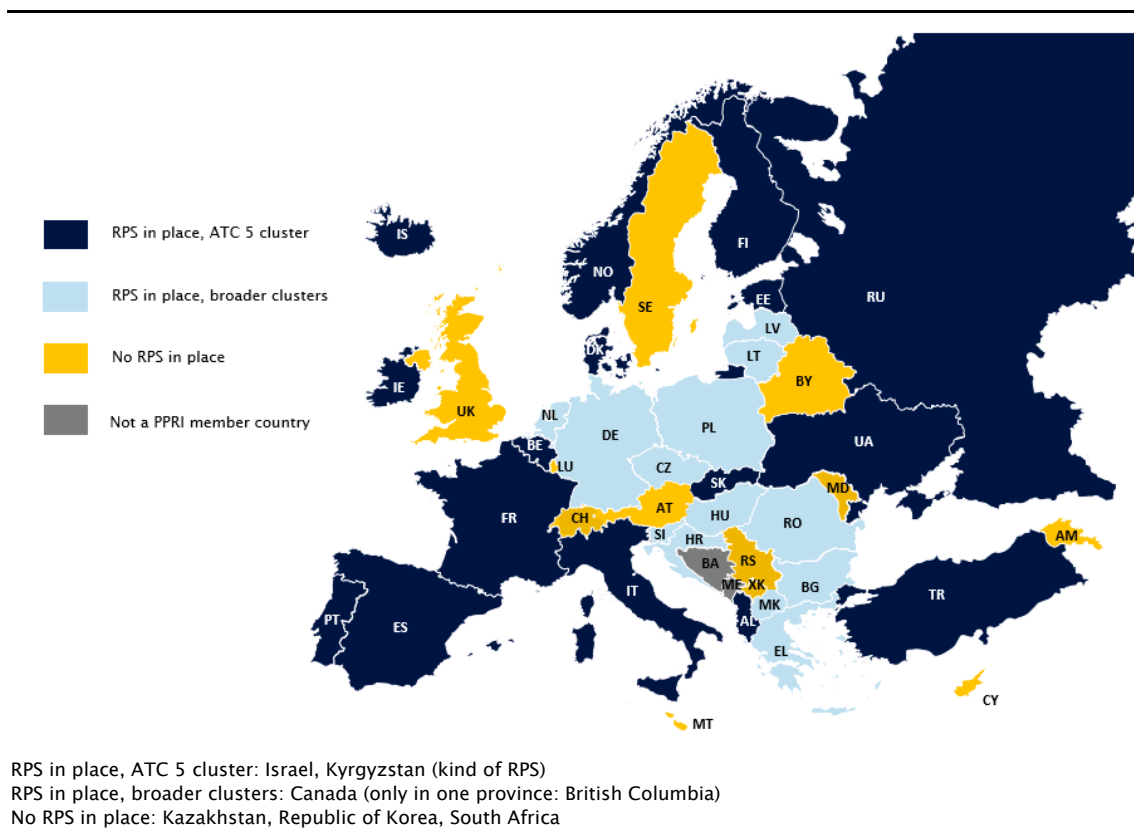 IS
RPS in place, ATC 5 cluster
FI
NO
RPS in place, broader clusters
RU
EE
SE
LV
DK
LT
No RPS in place
BY
IE
UK
NL
Not a PPRI member country
DE
PL
UA
BE
LU
CZ
SK
MD
AT
FR
CH
HU
RO
SI
HR
AM
RS
BA
ME
XK
BG
IT
MK
TR
PT
ES
AL
EL
CY
MT
RPS in place, ATC 5 cluster: Israel, Kyrgyzstan (kind of RPS)
RPS in place, broader clusters: Canada (only in one province: British Columbia)
No RPS in place: Kazakhstan, Republic of Korea, South Africa